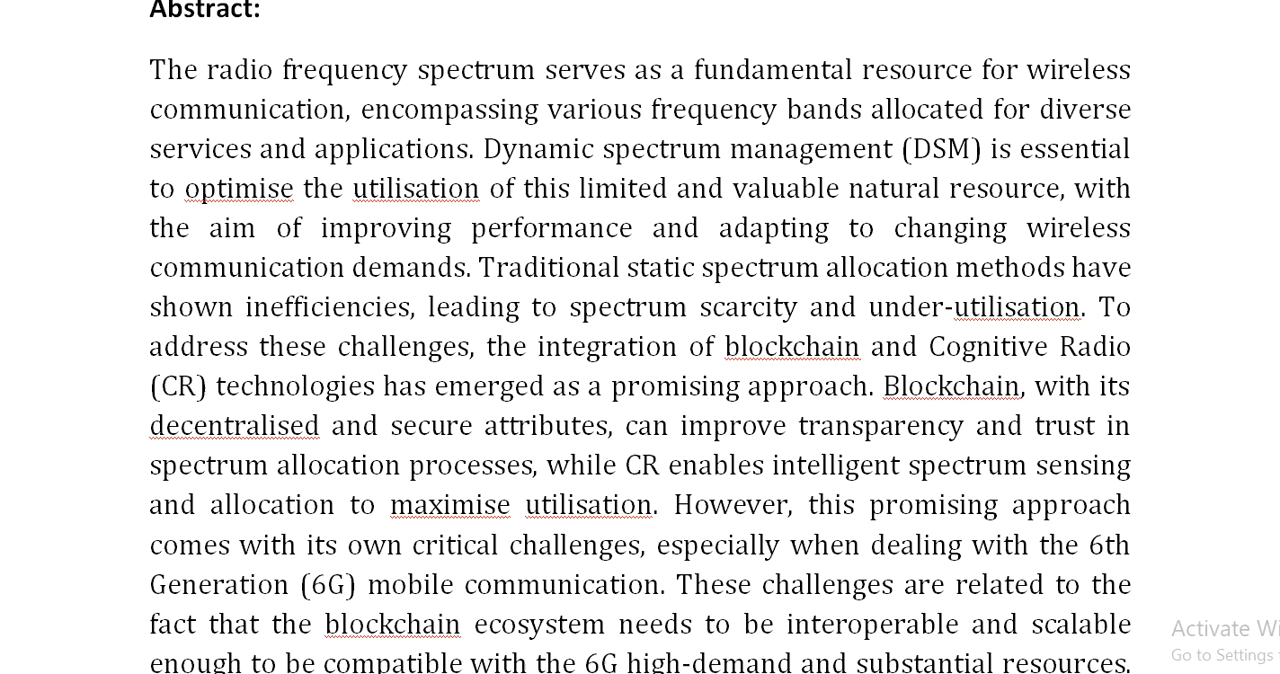 Abstract:
The radio frequency spectrum serves as a fundamental resource for wireless
communication, encompassing various frequency bands allocated for diverse
services and applications. Dynamic spectrum management (DSM) is essential
to optimise the utilisation of this limited and valuable natural resource, with
the aim of improving performance and adapting to changing wireless
communication demands. Traditional static spectrum allocation methods have
shown inefficiencies, leading to spectrum scarcity and under-utilisation. To
address these challenges, the integration of blockchain and Cognitive Radio
(CR) technologies has emerged as a promising approach. Blockchain, with its
decentralised and secure attributes, can improve transparency and trust in
spectrum allocation processes, while CR enables intelligent spectrum sensing
and allocation to maximise utilisation. However, this promising approach
comes with its own critical challenges, especially when dealing with the 6th
Generation (6G) mobile communication. These challenges are related to the
fact that the blockchain ecosystem needs to be interoperable and scalable
enough to be compatible with the 6G high-demand and substantial resources.
Activate Wi
Go to Settings